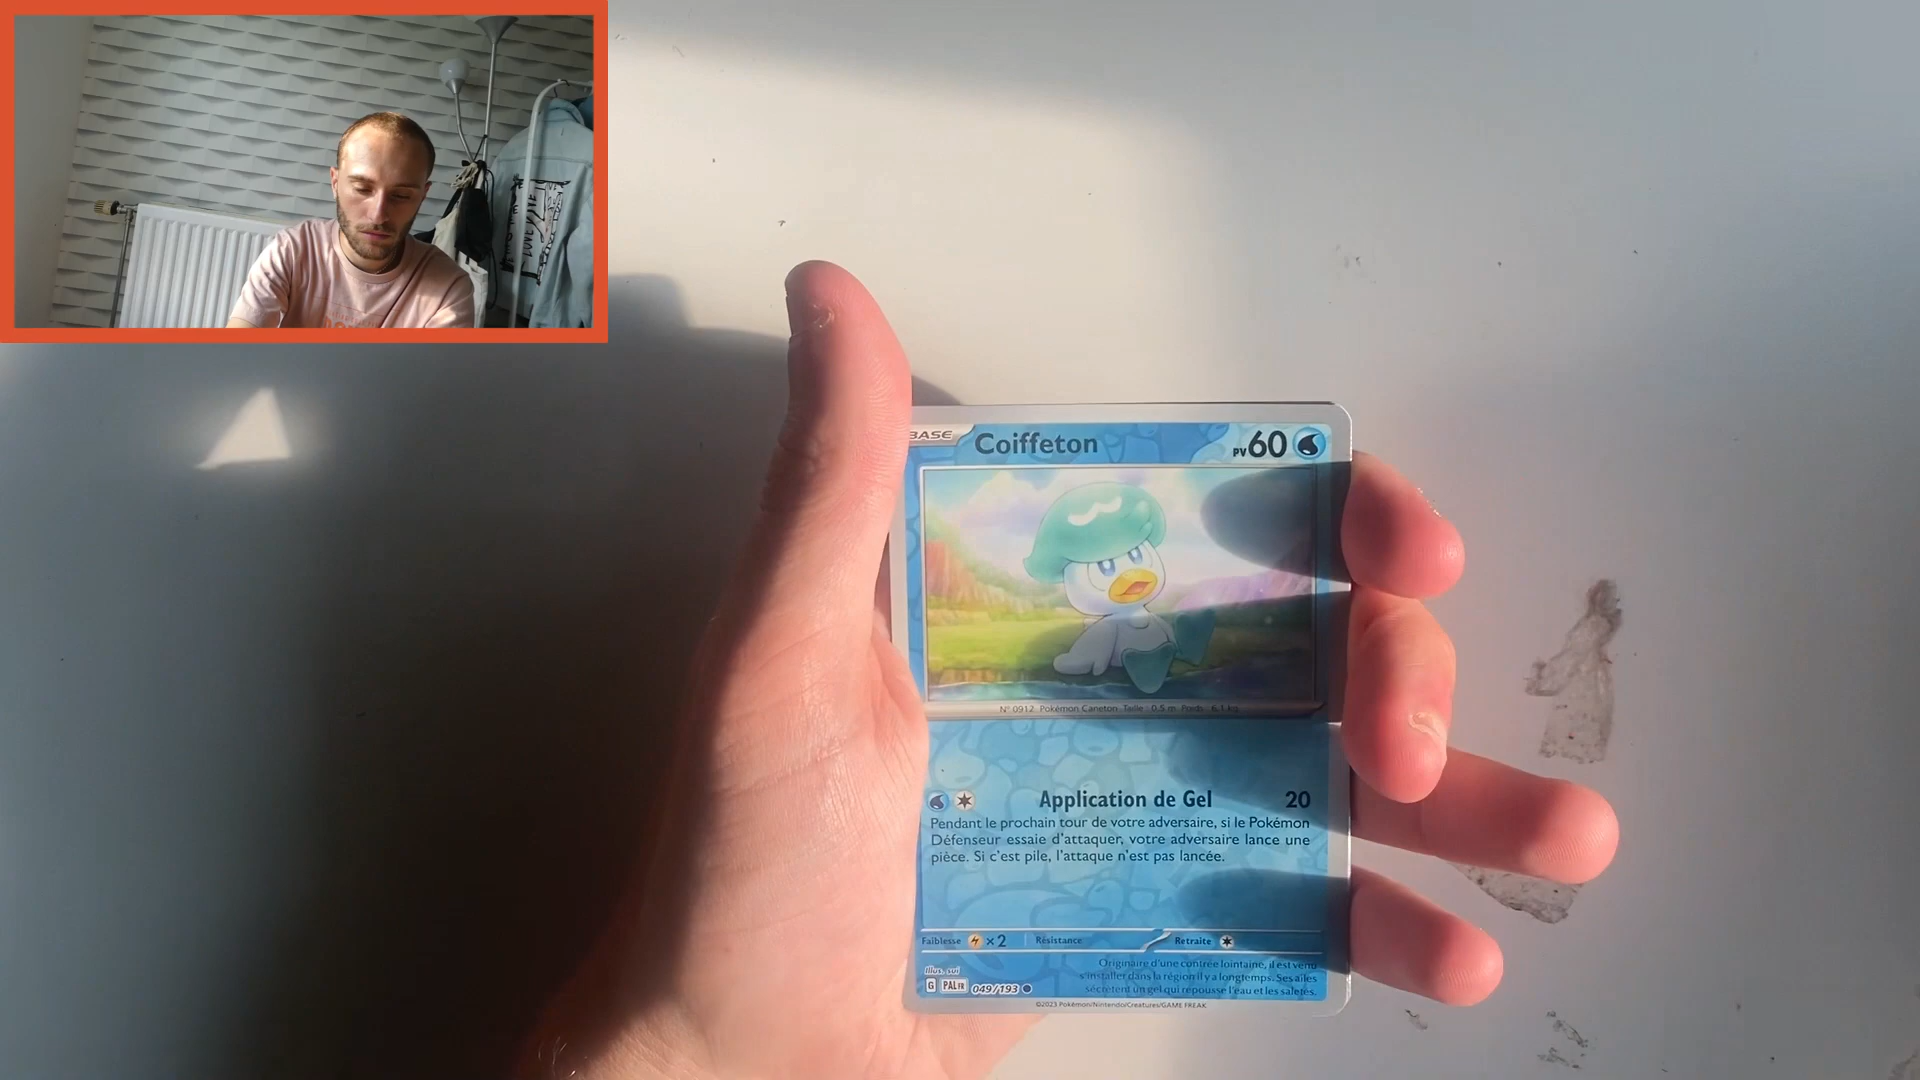 LOVE
BASE
Coiffeton
PV60
N° 0912 Pokémon Caneton Taille : 0,5 m Poids : 6,1 kg
Application de Gel 20
Pendant le prochain tour de votre adversaire, si le Pokémon
Défenseur essaie d'attaquer, votre adversaire lance une
pièce. Si c'est pile, l'attaque n'est pas lancée.
Faiblesse ×2 Résistance Retraite
Illus. sui
G PAL FR 049/193
Originaire d'une contrée lointaine, il est venu
s'installer dans la région il y a longtemps. Ses ailes
sécrètent un gel qui repousse l'eau et les saletés.
©2023 Pokémon/Nintendo/Creatures/GAME FREAK